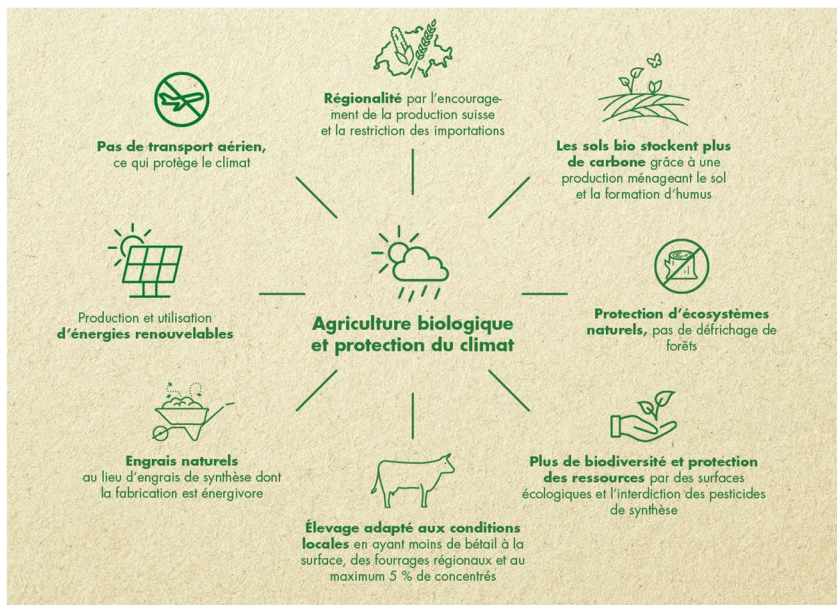 Régionalité par l'encourage-
ment de la production suisse
et la restriction des importations
Pas de transport aérien,
ce qui protège le climat
Les sols bio stockent plus
de carbone grâce à une
production ménageant le sol
et la formation d'humus
Production et utilisation
d'énergies renouvelables
Agriculture biologique
et protection du climat
Protection d'écosystèmes
naturels, pas de défrichage de
forêts
Engrais naturels
au lieu d'engrais de synthèse dont
la fabrication est énergivore
Élevage adapté aux conditions
locales en ayant moins de bétail à la
surface, des fourrages régionaux et au
maximum 5 % de concentrés
Plus de biodiversité et protection
des ressources par des surfaces
écologiques et l'interdiction des pesticides
de synthèse